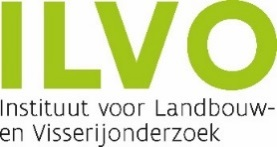 ILVO
Instituut voor Landbouw-
en Visserijonderzoek